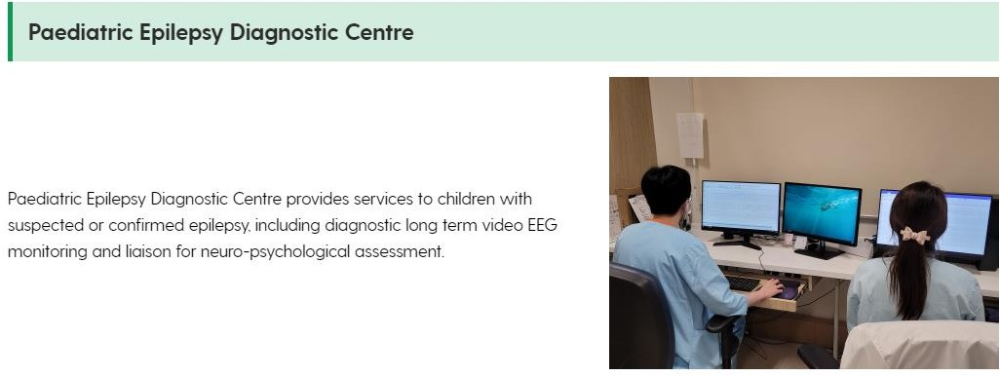 Paediatric Epilepsy Diagnostic Centre
Paediatric Epilepsy Diagnostic Centre provides services to children with
suspected or confirmed epilepsy, including diagnostic long term video EEG
monitoring and liaison for neuro-psychological assessment.